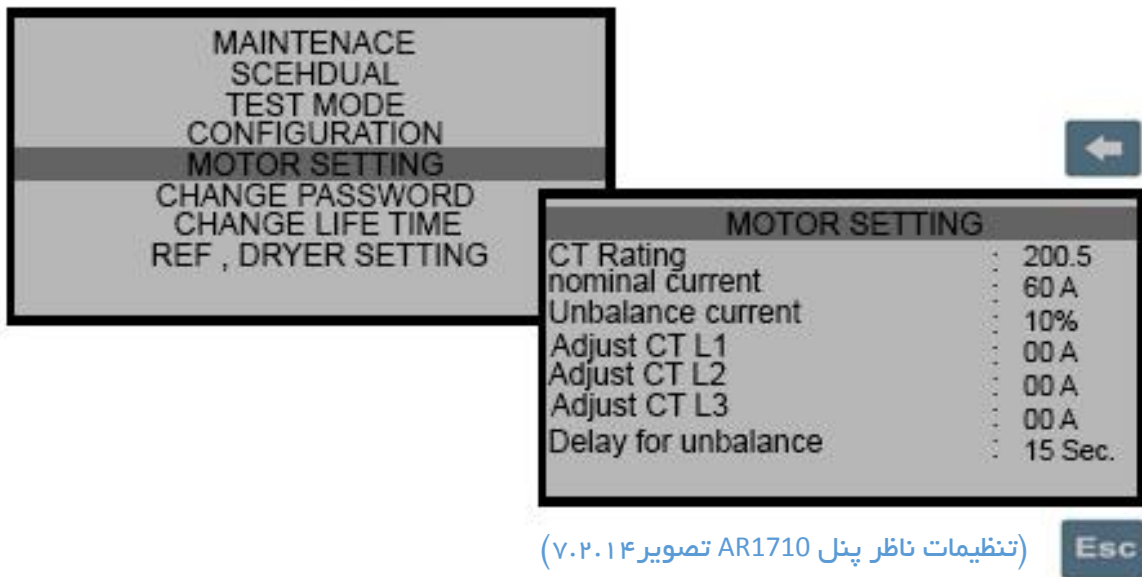 MAINTENACE
SCEHDUAL
TEST MODE
CONFIGURATION
MOTOR SETTING
CHANGE PASSWORD
CHANGE LIFE TIME
REF , DRYER SETTING
MOTOR SETTING
CT Rating : 200.5
nominal current : 60 A
Unbalance current : 10%
Adjust CT L1 : 00 A
Adjust CT L2 : 00 A
Adjust CT L3 : 00 A
Delay for unbalance : 15 Sec.
(تنظیمات ناظر پنل AR1710 تصویر۷.۲.۱۴)
Esc